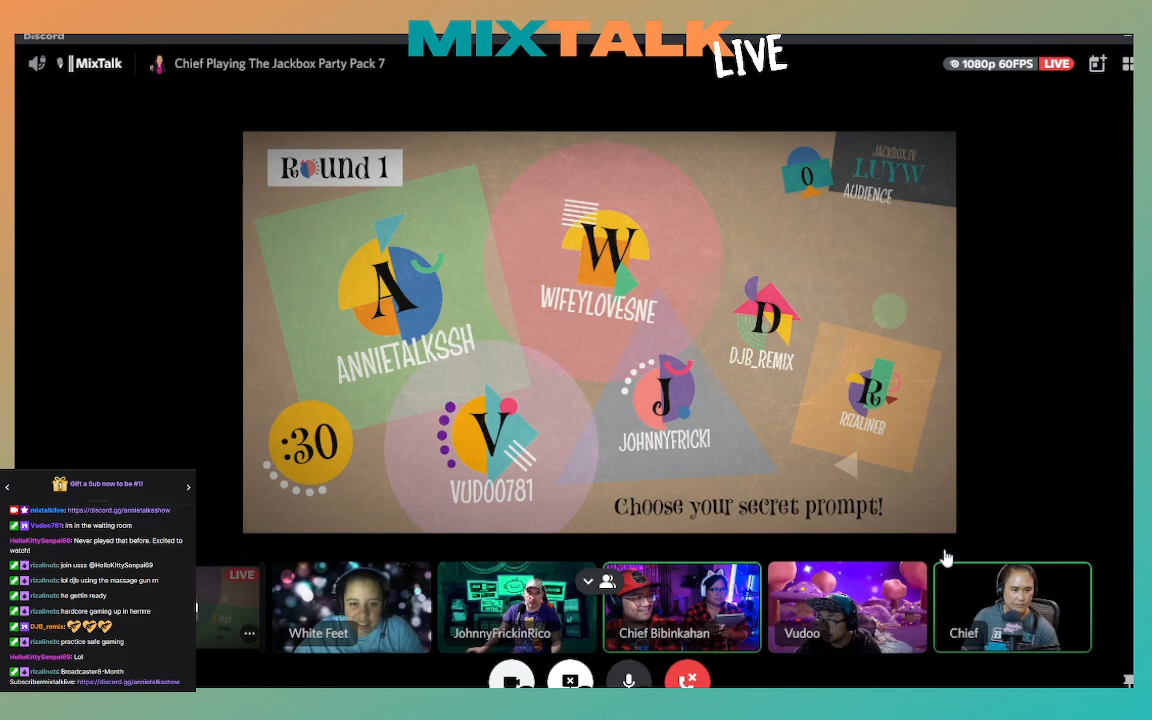 Discord
MIXTALK
LIVE
MixTalk
Chief Playing The Jackbox Party Pack 7
1080p 60FPS
LIVE
Round 1
0
JACKBOX.TV
LUYW
AUDIENCE
A
ANNIETALKSSH
W
WIFEYLOVESNE
D
DJB_REMIX
R
RIZALINEB
J
JOHNNYFRICKI
V
VUDOO781
:30
Choose your secret prompt!
Gift a Sub now to be #1!
mixtalklive: https://discord.gg/annietalksshow
Vudoo781: im in the waiting room
HelloKittySenpai69: Never played that before. Excited to
watch!
rizalineb: join usss @HelloKittySenpai69
rizalineb: lol djb using the massage gun rn
rizalineb: he gettin ready
rizalineb: hardcore gaming up in herrre
DJB_remix:
rizalineb: practice safe gaming
HelloKittySenpai69: Lol
rizalineb: Broadcaster8-Month
Subscribermixtalklive: https://discord.gg/annietalksshow
LIVE
White Feet
JohnnyFrickinRico
Chief Bibinkahan
Vudoo
Chief